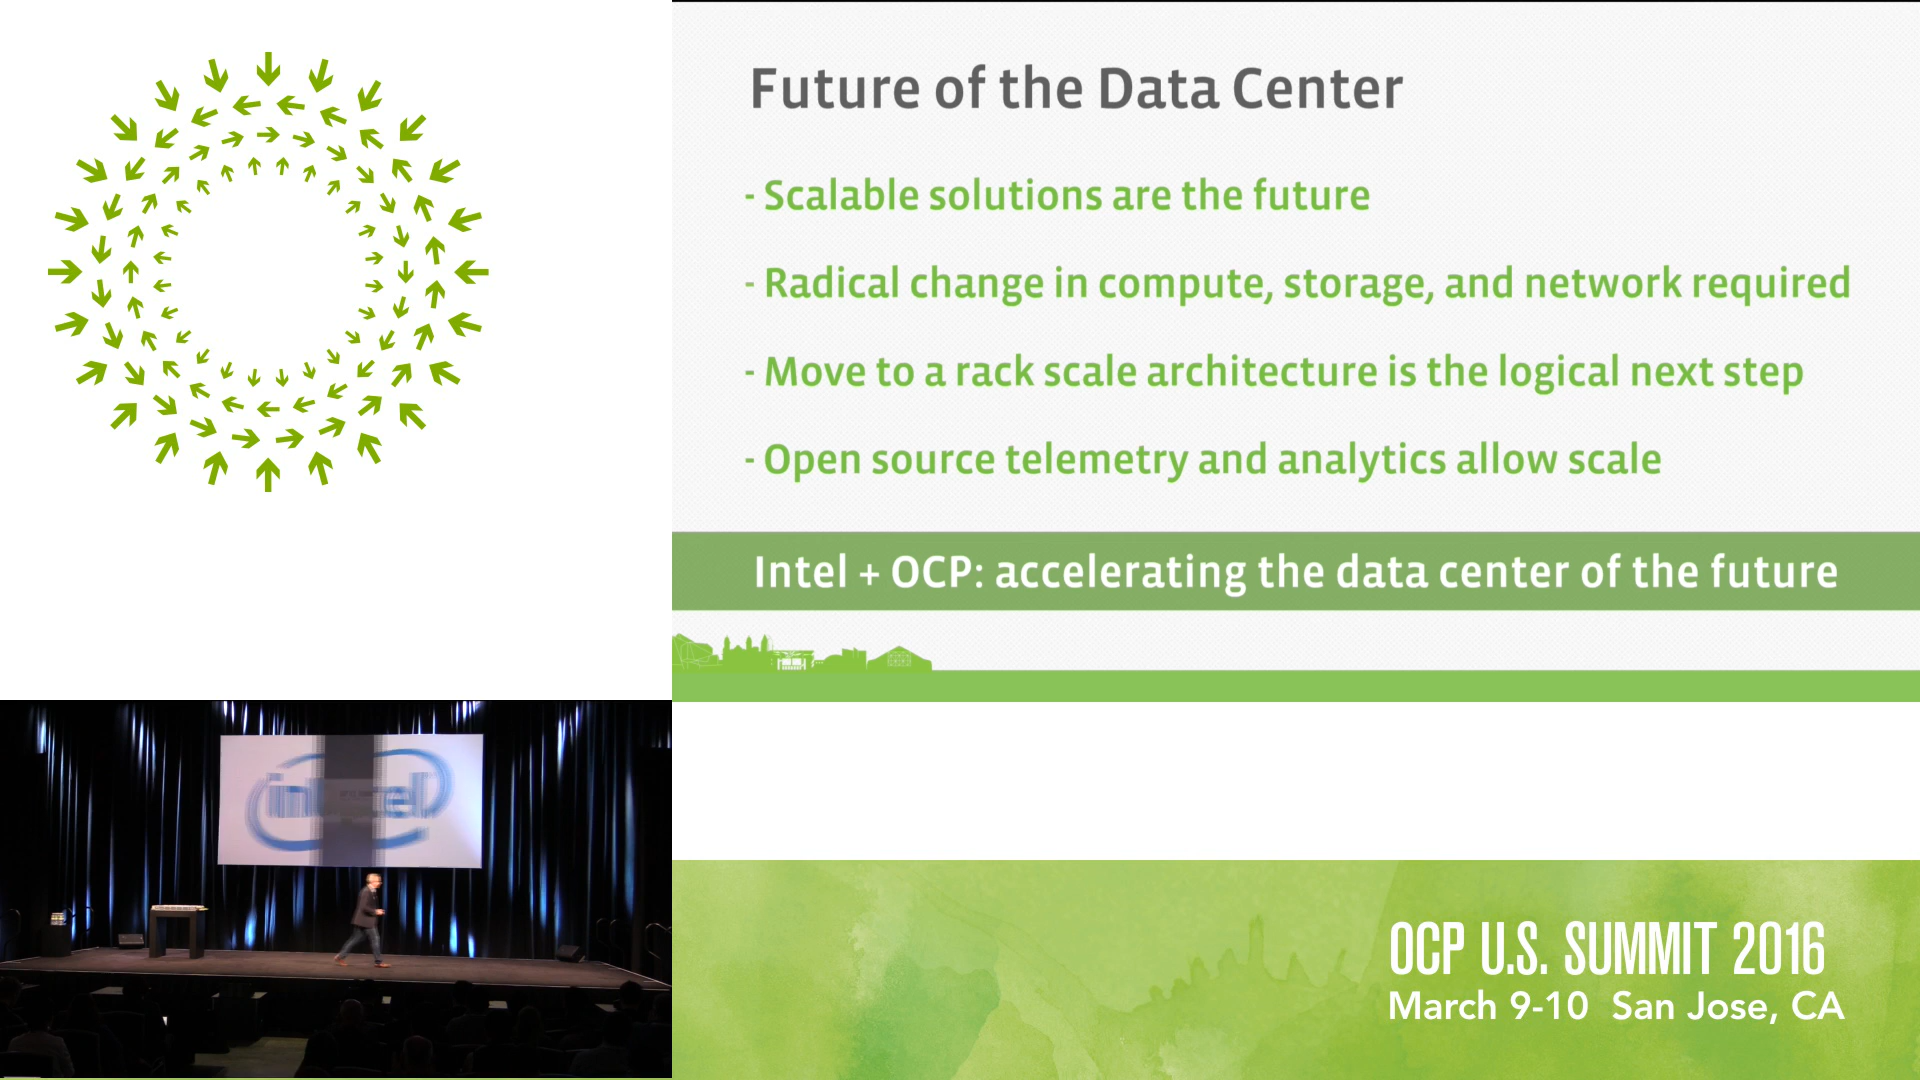 Future of the Data Center
- Scalable solutions are the future
- Radical change in compute, storage, and network required
- Move to a rack scale architecture is the logical next step
- Open source telemetry and analytics allow scale
Intel + OCP: accelerating the data center of the future
intel
OCP U.S. SUMMIT 2016
March 9-10 San Jose, CA